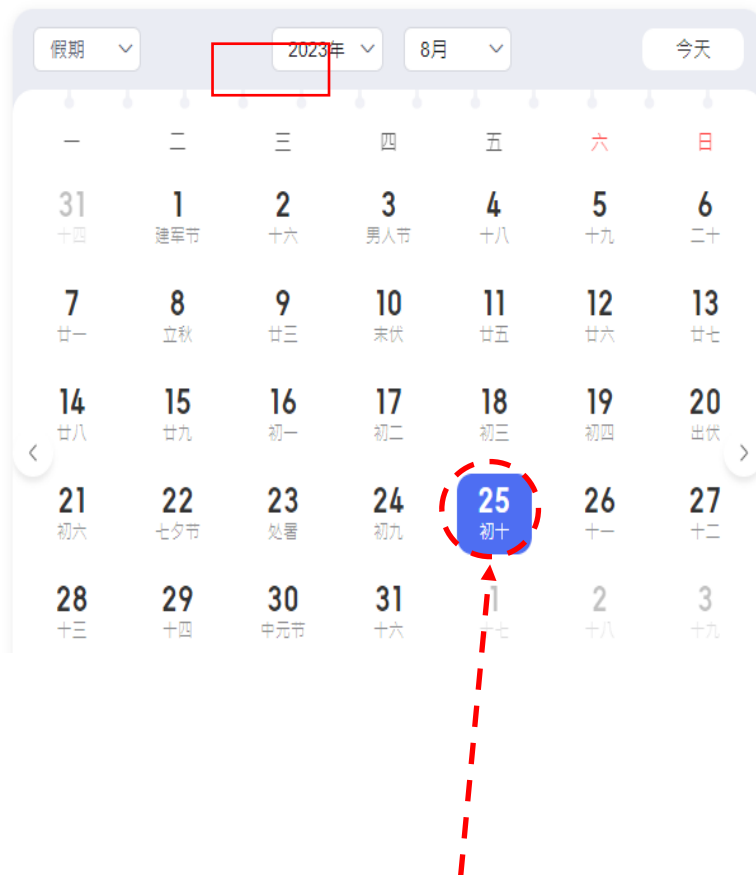 假期 2023年 8月 今天
一 二 三 四 五 六 日
31 1 2 3 4 5 6
十四 建军节 十六 男人节 十八 十九 二十
7 8 9 10 11 12 13
廿一 立秋 廿三 末伏 廿五 廿六 廿七
14 15 16 17 18 19 20
廿八 廿九 初一 初二 初三 初四 出伏
21 22 23 24 25 26 27
初六 七夕节 处暑 初九 初十 十一 十二
28 29 30 31 1 2 3
十三 十四 中元节 十六 十七 十八 十九